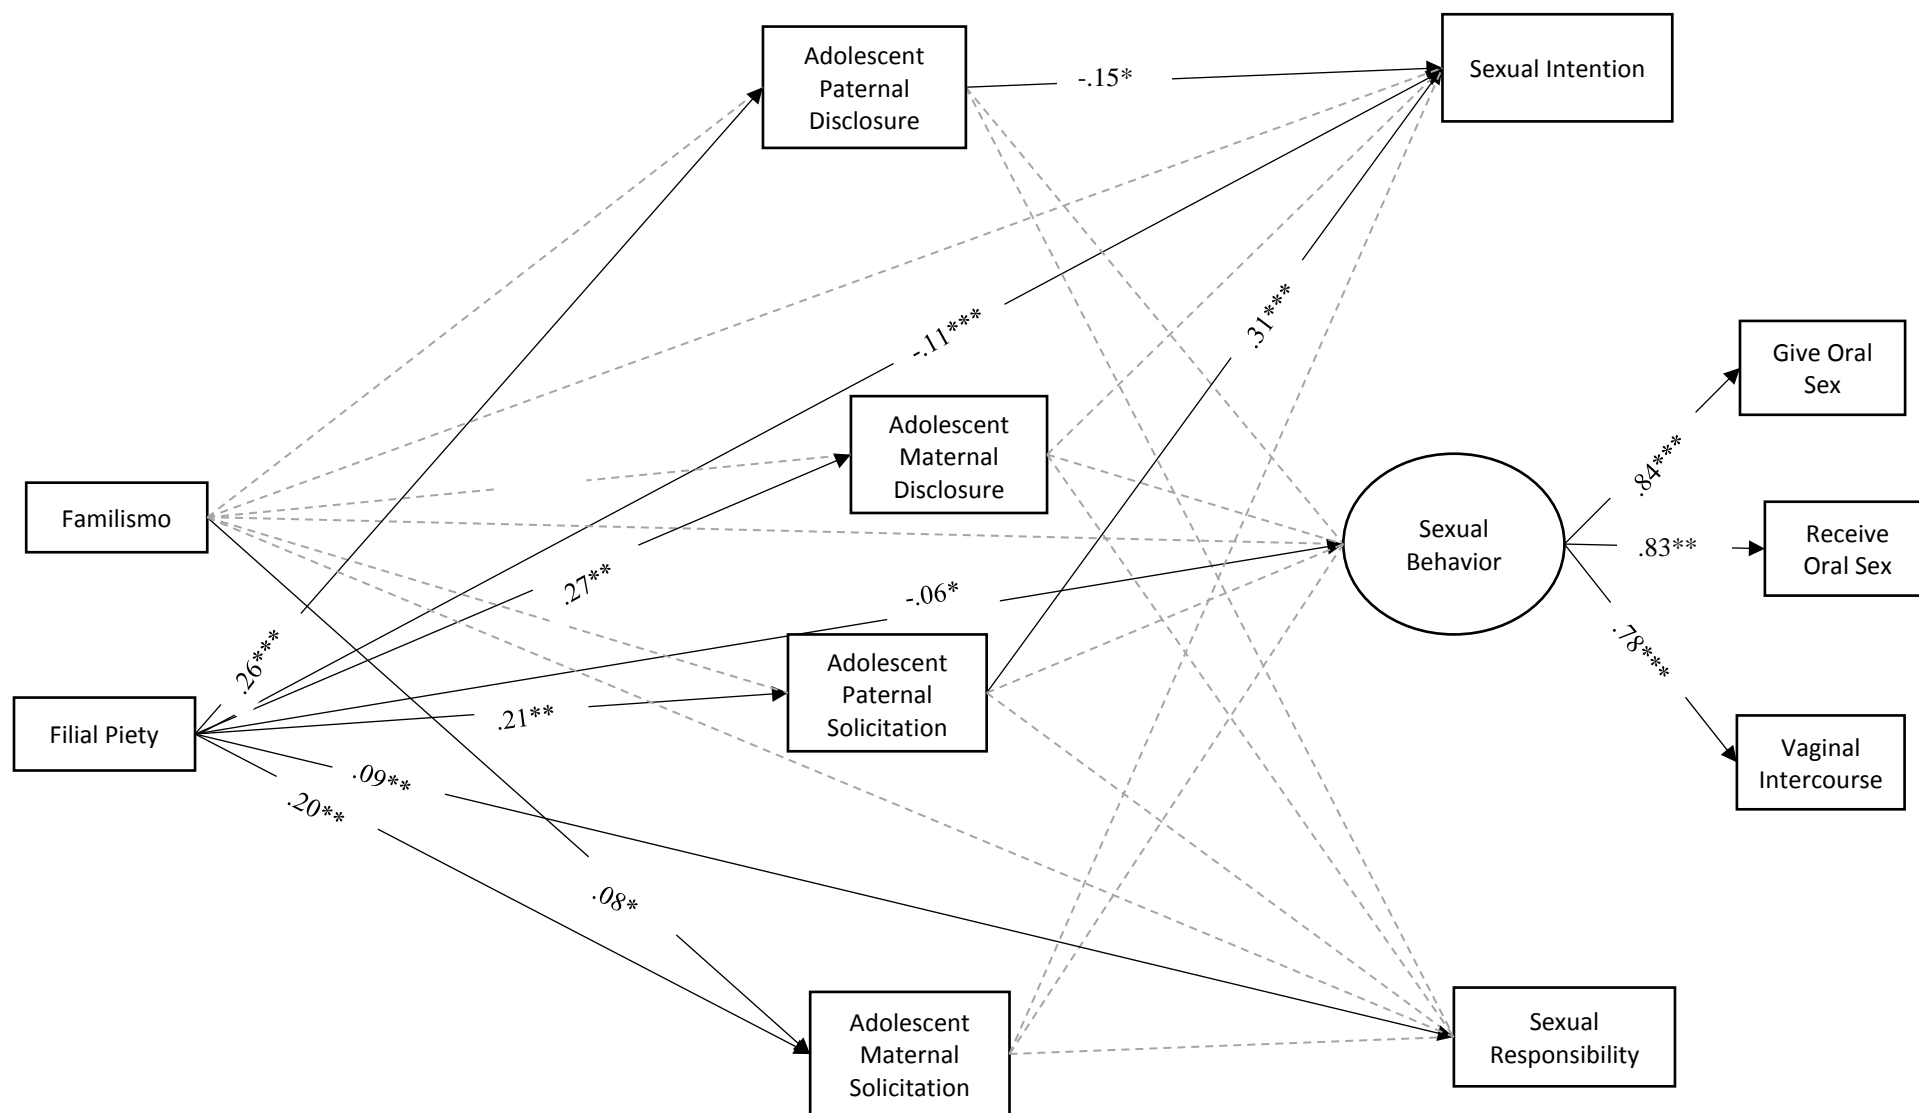 Adolescent
Paternal
Disclosure
-.15*
Sexual Intention
-.11***
.31***
Give Oral
Sex
Adolescent
Maternal
Disclosure
.84***
Familismo
Sexual
Behavior
.83**
Receive
Oral Sex
.27**
-.06*
.26***
Adolescent
Paternal
Solicitation
.78***
Filial Piety
.21**
Vaginal
Intercourse
.09**
.20**
.08*
Adolescent
Maternal
Solicitation
Sexual
Responsibility